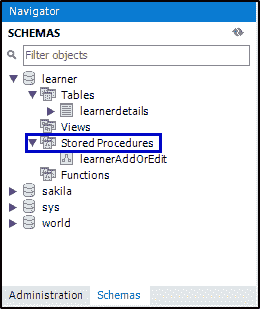 Navigator
SCHEMAS
Filter objects
learner
Tables
learnerdetails
Views
Stored Procedures
learnerAddOrEdit
Functions
sakila
sys
world
Administration Schemas